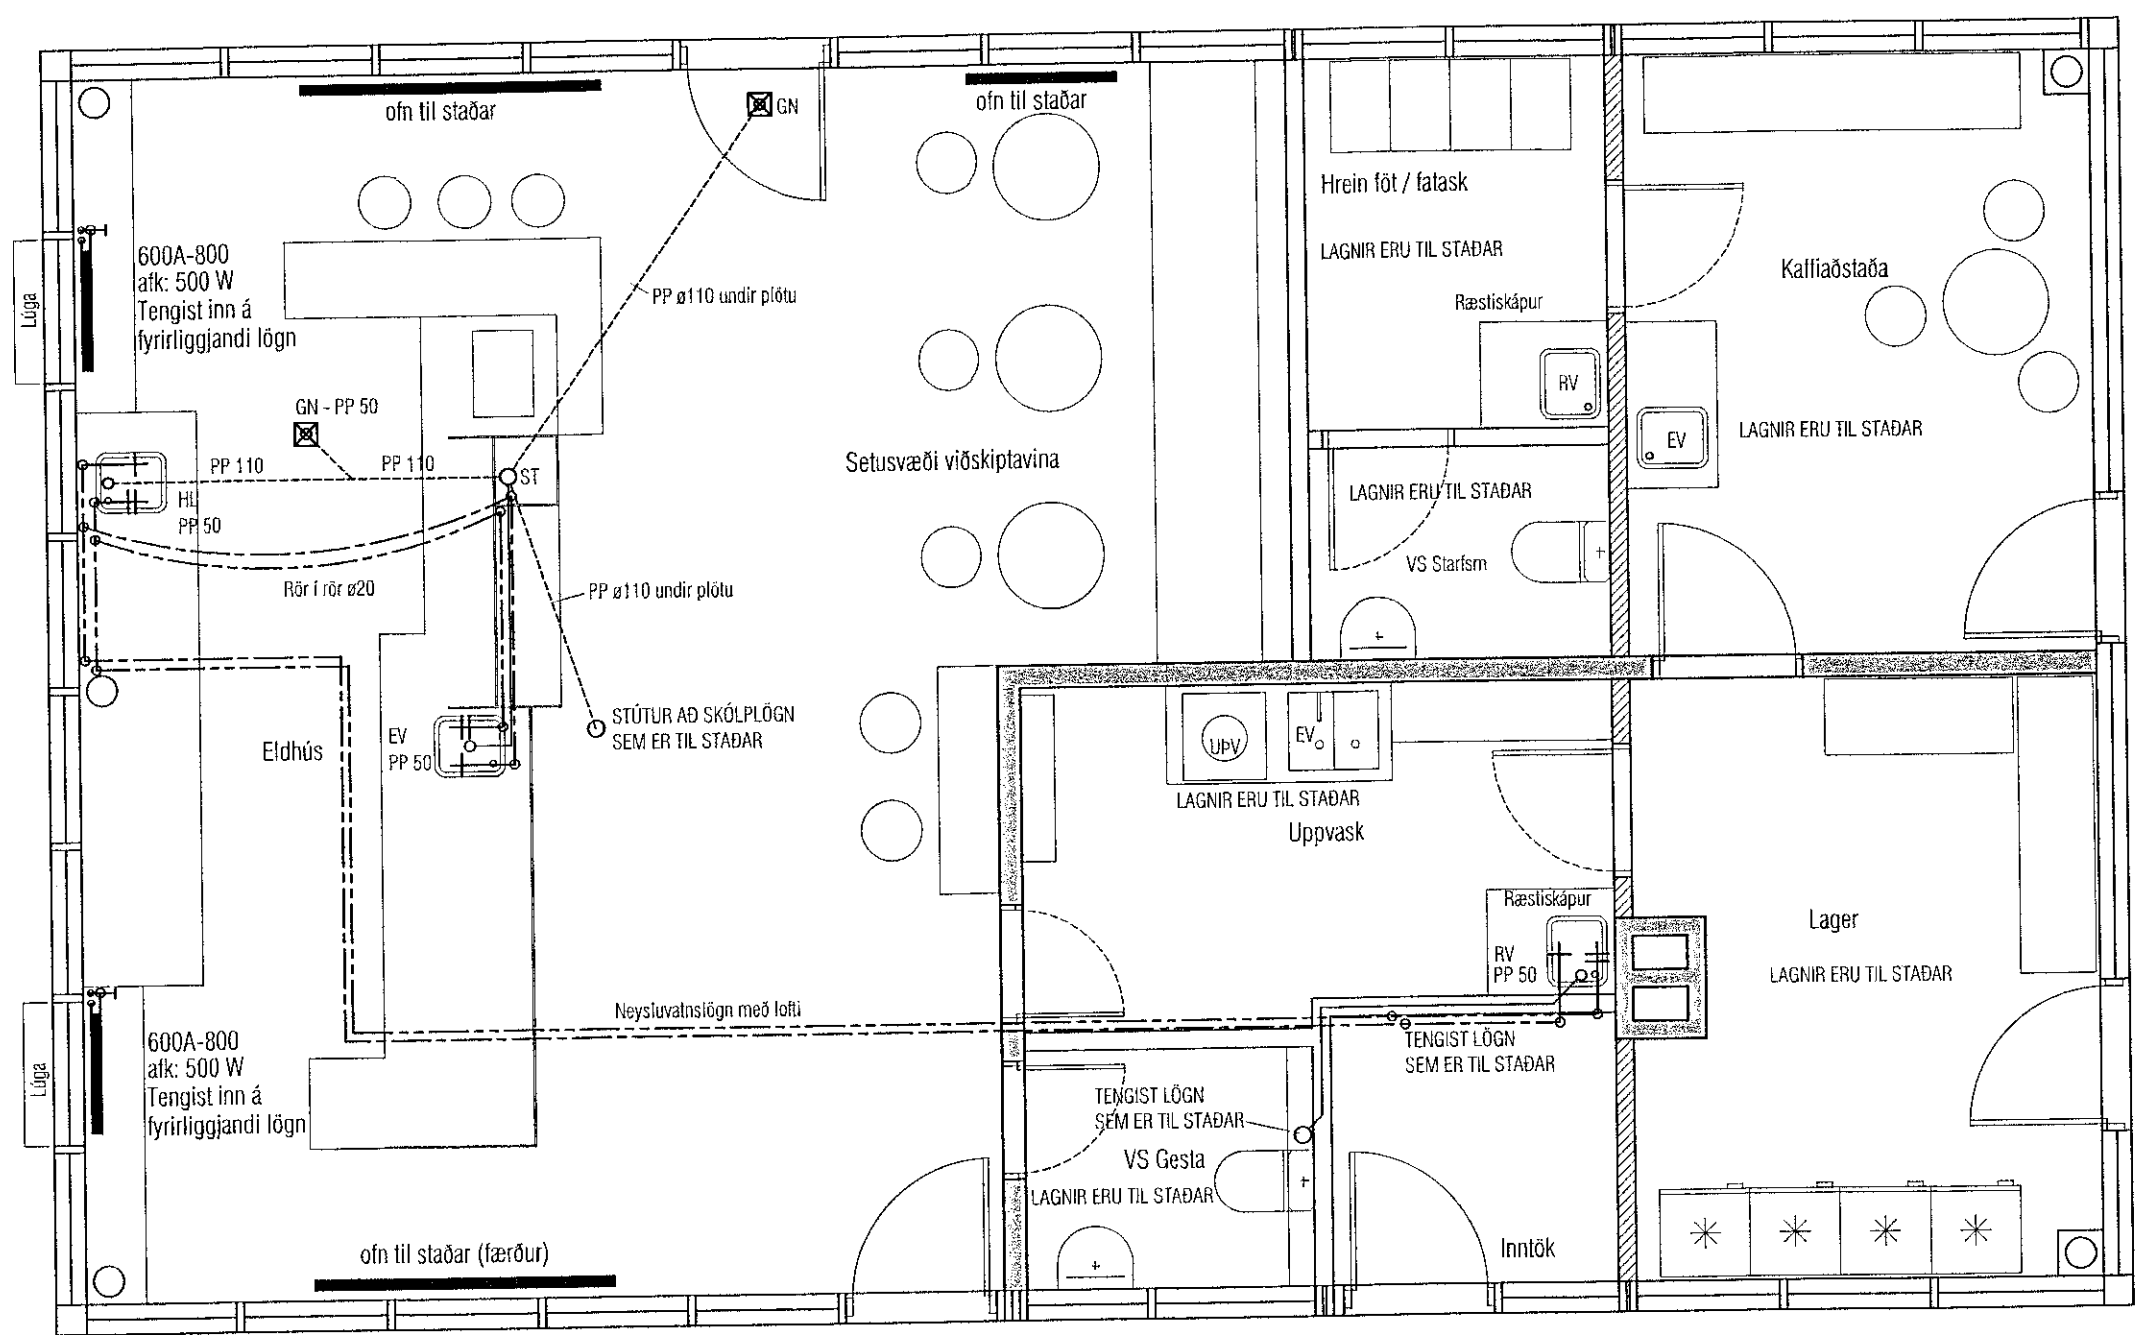 ofn til staðar
GN
ofn til staðar
Hrein föt / fatask
LAGNIR ERU TIL STAÐAR
Ræstiskápur
RV
Kaffiaðstaða
EV
LAGNIR ERU TIL STAÐAR
Lúga
600A-800
afk: 500 W
Tengist inn á
fyrirliggjandi lögn
PP ø110 undir plötu
GN - PP 50
PP 110
PP 110
ST
HL
PP 50
Rör í rör ø20
PP ø110 undir plötu
Setusvæði viðskiptavina
LAGNIR ERU TIL STAÐAR
VS Starfsm
STÚTUR AÐ SKÓLPLÖGN
SEM ER TIL STAÐAR
EV
PP 50
Eldhús
UÞV
EV
LAGNIR ERU TIL STAÐAR
Uppvask
Ræstiskápur
RV
PP 50
Lager
LAGNIR ERU TIL STAÐAR
Neysluvatnslögn með lofti
TENGIST LÖGN
SEM ER TIL STAÐAR
Lúga
600A-800
afk: 500 W
Tengist inn á
fyrirliggjandi lögn
TENGIST LÖGN
SEM ER TIL STAÐAR
VS Gesta
LAGNIR ERU TIL STAÐAR
Inntök
ofn til staðar (færður)